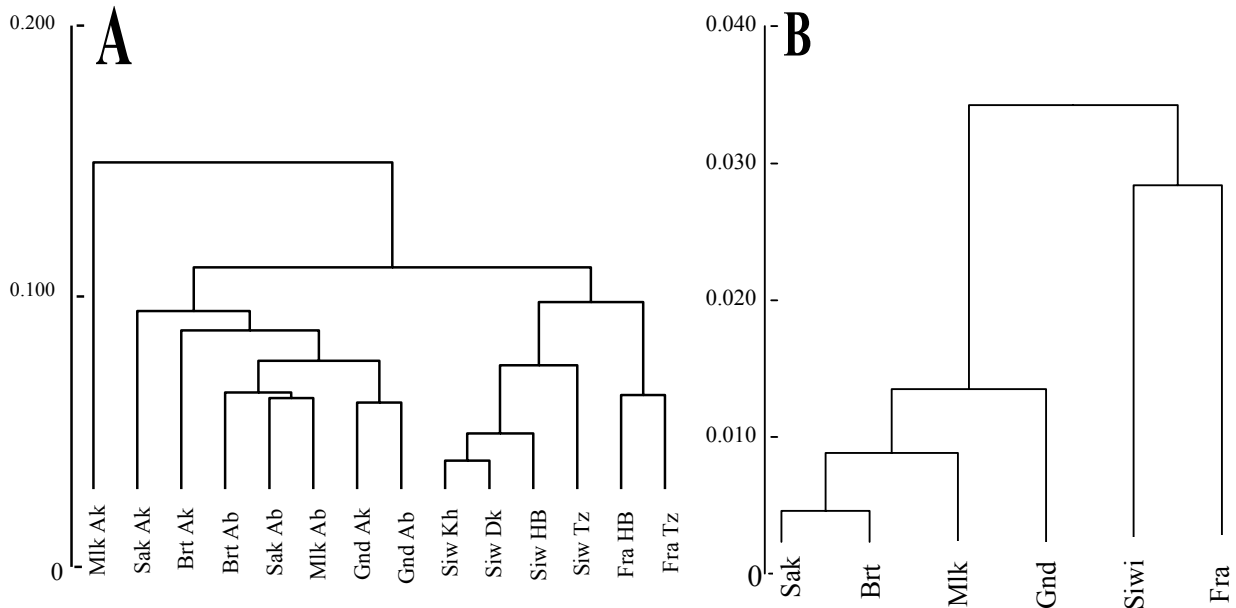 A
0.200
0.100
0
Mlk Ak
Sak Ak
Brt Ak
Brt Ab
Sak Ab
Mlk Ab
Gnd Ak
Gnd Ab
Siw Kh
Siw Dk
Siw HB
Siw Tz
Fra HB
Fra Tz
B
0.040
0.030
0.020
0.010
0
Sak
Brt
Mlk
Gnd
Siwi
Fra